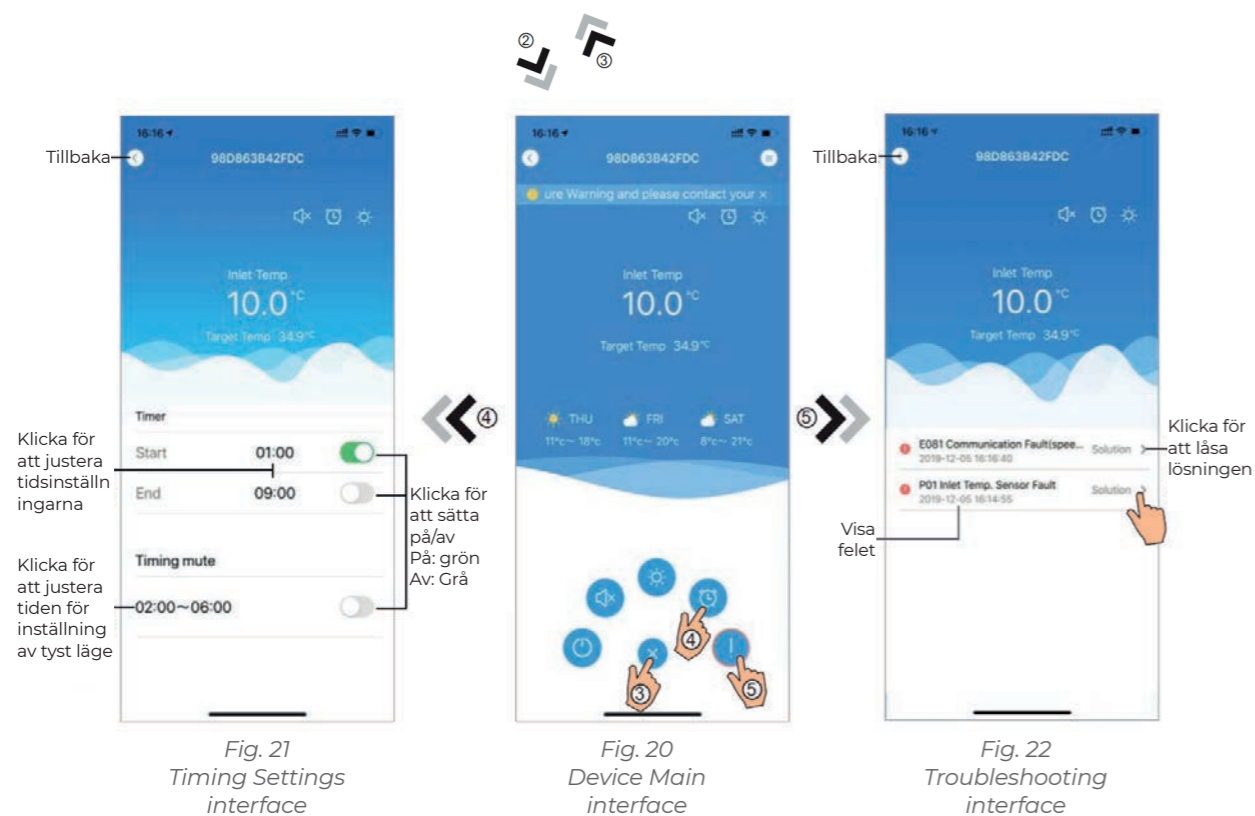 ②
③
16:16
Tillbaka
98D863B42FDC
Inlet Temp
10.0°C
Target Temp 34.9°C
Timer
Start 01:00
End 09:00
Timing mute
02:00~06:00
Klicka för
att justera
tidsinställn
ingarna
Klicka för
att justera
tiden för
inställning
av tyst läge
Klicka för
att sätta
på/av
På: grön
Av: Grå
Fig. 21
Timing Settings
interface
④
16:16
98D863B42FDC
ure Warning and please contact your ×
Inlet Temp
10.0°C
Target Temp 34.9°C
THU FRI SAT
11°c~ 18°c 11°c~ 20°c 8°c~ 21°c
④
③
⑤
Fig. 20
Device Main
interface
⑤
16:16
Tillbaka
98D863B42FDC
Inlet Temp
10.0°C
Target Temp 34.9°C
E081 Communication Fault(spee... Solution
2019-12-05 16:16:40
P01 Inlet Temp. Sensor Fault Solution
2019-12-05 16:14:55
Klicka för
att låsa
lösningen
Visa
felet
Fig. 22
Troubleshooting
interface